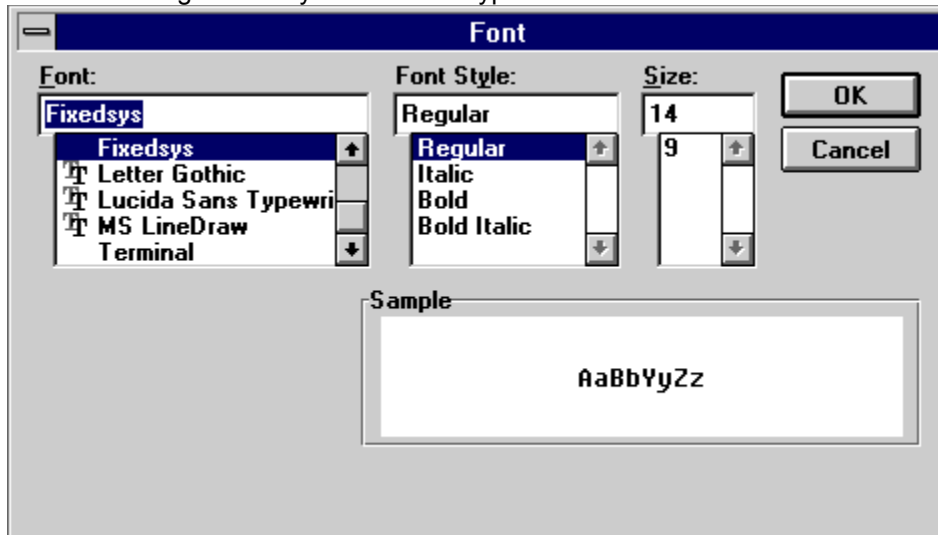 Font
Font:
Fixedsys
Fixedsys
Letter Gothic
Lucida Sans Typewri
MS LineDraw
Terminal
Font Style:
Regular
Regular
Italic
Bold
Bold Italic
Size:
14
9
OK
Cancel
Sample
AaBbYyZz